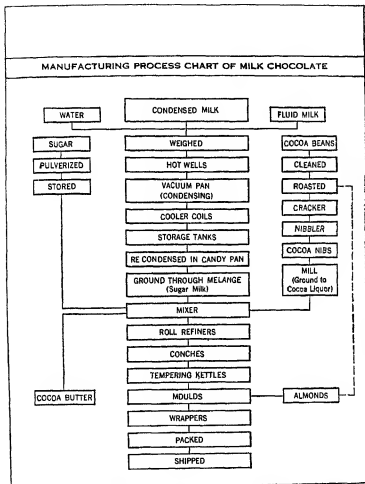 MANUFACTURING PROCESS CHART OF MILK CHOCOLATE
WATER
CONDENSED MILK
FLUID MILK
SUGAR
WEIGHED
COCOA BEANS
PULVERIZED
HOT WELLS
CLEANED
STORED
VACUUM PAN
(CONDENSING)
ROASTED
COOLER COILS
CRACKER
STORAGE TANKS
NIBBLER
RE CONDENSED IN CANDY PAN
COCOA NIBS
GROUND THROUGH MELANGE
(Sugar Milk)
MILL
(Ground to
Cocoa Liquor)
MIXER
ROLL REFINERS
CONCHES
TEMPERING KETTLES
COCOA BUTTER
MOULDS
ALMONDS
WRAPPERS
PACKED
SHIPPED